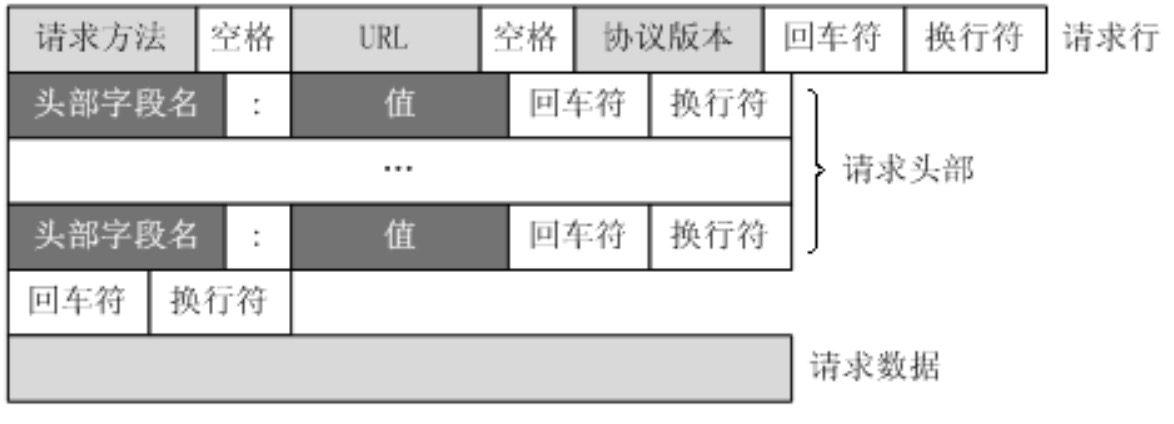 请求方法 空格 URL 空格 协议版本 回车符 换行符 请求行
头部字段名 : 值 回车符 换行符
... 请求头部
头部字段名 : 值 回车符 换行符
回车符 换行符
请求数据